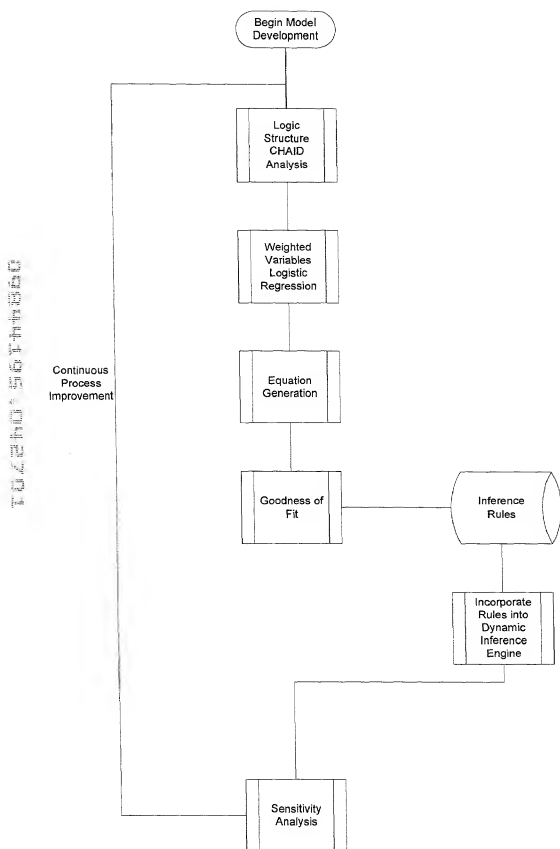 Begin Model
Development
Logic
Structure
CHAID
Analysis
Weighted
Variables
Logistic
Regression
Continuous
Process
Improvement
Equation
Generation
Goodness of
Fit
Inference
Rules
Incorporate
Rules into
Dynamic
Inference
Engine
Sensitivity
Analysis